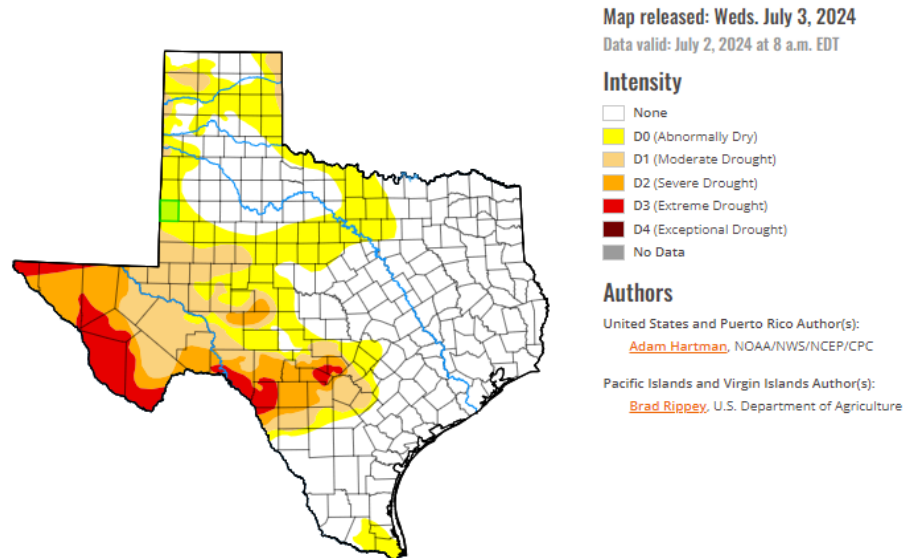 Map released: Weds. July 3, 2024
Data valid: July 2, 2024 at 8 a.m. EDT
Intensity
None
D0 (Abnormally Dry)
D1 (Moderate Drought)
D2 (Severe Drought)
D3 (Extreme Drought)
D4 (Exceptional Drought)
No Data
Authors
United States and Puerto Rico Author(s):
Adam Hartman, NOAA/NWS/NCEP/CPC
Pacific Islands and Virgin Islands Author(s):
Brad Rippey, U.S. Department of Agriculture